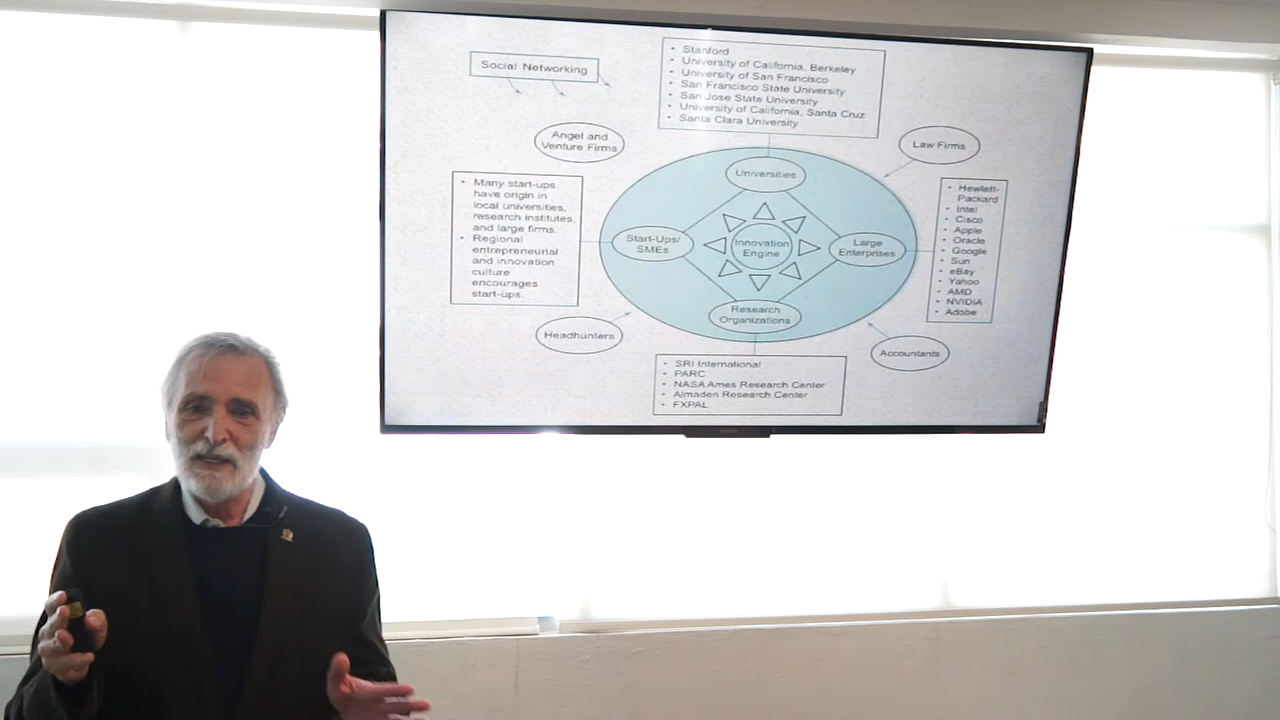 Social Networking
• Stanford
• University of California, Berkeley
• University of San Francisco
• San Francisco State University
• San Jose State University
• University of California, Santa Cruz
• Santa Clara University
Angel and
Venture Firms
Law Firms
• Many start-ups
have origin in
local universities,
research institutes,
and large firms.
• Regional
entrepreneurial
and innovation
culture
encourages
start-ups.
Universities
Start-Ups/
SMEs
Innovation
Engine
Large
Enterprises
Research
Organizations
• Hewlett-
Packard
• Intel
• Cisco
• Apple
• Oracle
• Google
• Sun
• eBay
• Yahoo
• AMD
• NVIDIA
• Adobe
Headhunters
Accountants
• SRI International
• PARC
• NASA Ames Research Center
• Almaden Research Center
• FXPAL